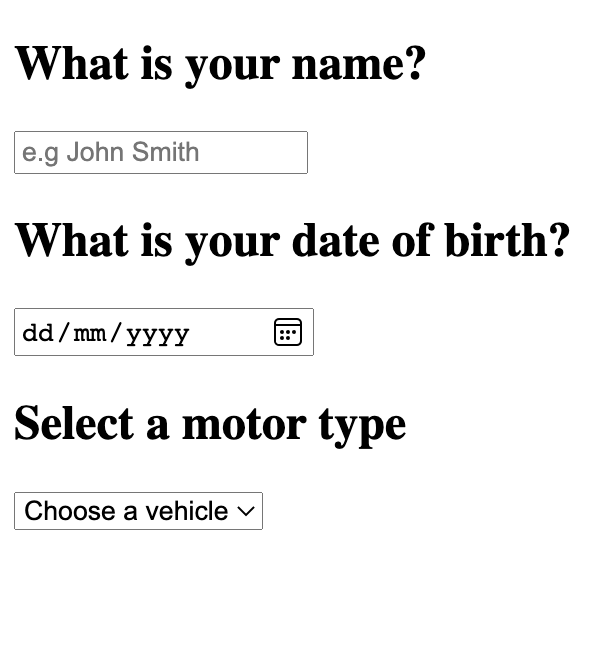 What is your name?
e.g John Smith
What is your date of birth?
dd/mm/yyyy
Select a motor type
Choose a vehicle